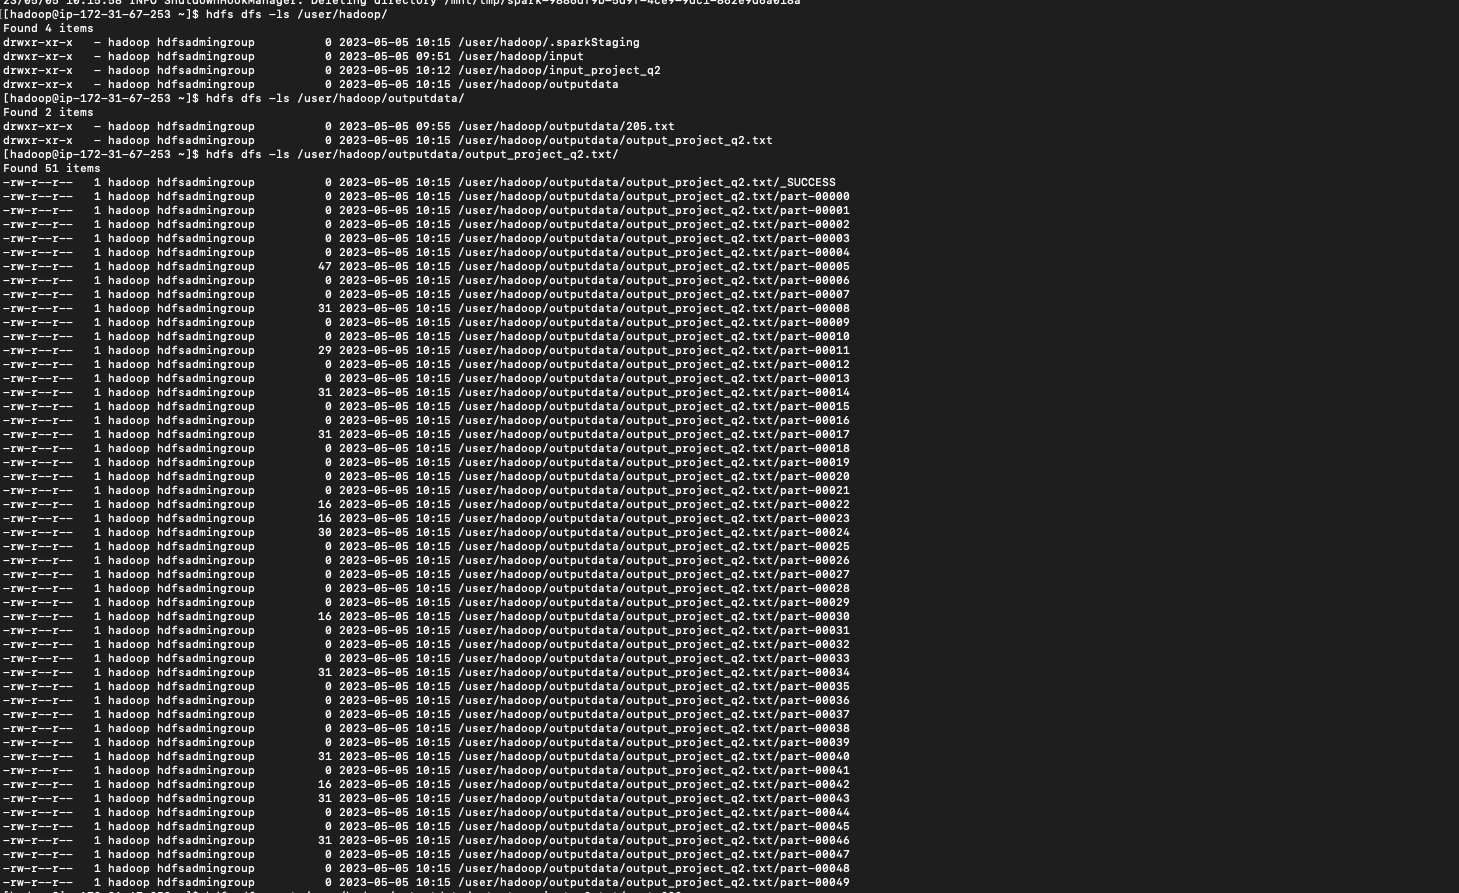 [hadoop@ip-172-31-67-253 ~]$ hdfs dfs -ls /user/hadoop/
Found 4 items
drwxr-xr-x   - hadoop hdfsadmingroup          0 2023-05-05 10:15 /user/hadoop/.sparkStaging
drwxr-xr-x   - hadoop hdfsadmingroup          0 2023-05-05 09:51 /user/hadoop/input
drwxr-xr-x   - hadoop hdfsadmingroup          0 2023-05-05 10:12 /user/hadoop/input_project_q2
drwxr-xr-x   - hadoop hdfsadmingroup          0 2023-05-05 10:15 /user/hadoop/outputdata
[hadoop@ip-172-31-67-253 ~]$ hdfs dfs -ls /user/hadoop/outputdata/
Found 2 items
drwxr-xr-x   - hadoop hdfsadmingroup          0 2023-05-05 09:55 /user/hadoop/outputdata/205.txt
drwxr-xr-x   - hadoop hdfsadmingroup          0 2023-05-05 10:15 /user/hadoop/outputdata/output_project_q2.txt
[hadoop@ip-172-31-67-253 ~]$ hdfs dfs -ls /user/hadoop/outputdata/output_project_q2.txt/
Found 51 items
-rw-r--r--   1 hadoop hdfsadmingroup          0 2023-05-05 10:15 /user/hadoop/outputdata/output_project_q2.txt/_SUCCESS
-rw-r--r--   1 hadoop hdfsadmingroup          0 2023-05-05 10:15 /user/hadoop/outputdata/output_project_q2.txt/part-00000
-rw-r--r--   1 hadoop hdfsadmingroup          0 2023-05-05 10:15 /user/hadoop/outputdata/output_project_q2.txt/part-00001
-rw-r--r--   1 hadoop hdfsadmingroup          0 2023-05-05 10:15 /user/hadoop/outputdata/output_project_q2.txt/part-00002
-rw-r--r--   1 hadoop hdfsadmingroup          0 2023-05-05 10:15 /user/hadoop/outputdata/output_project_q2.txt/part-00003
-rw-r--r--   1 hadoop hdfsadmingroup          0 2023-05-05 10:15 /user/hadoop/outputdata/output_project_q2.txt/part-00004
-rw-r--r--   1 hadoop hdfsadmingroup         47 2023-05-05 10:15 /user/hadoop/outputdata/output_project_q2.txt/part-00005
-rw-r--r--   1 hadoop hdfsadmingroup          0 2023-05-05 10:15 /user/hadoop/outputdata/output_project_q2.txt/part-00006
-rw-r--r--   1 hadoop hdfsadmingroup          0 2023-05-05 10:15 /user/hadoop/outputdata/output_project_q2.txt/part-00007
-rw-r--r--   1 hadoop hdfsadmingroup         31 2023-05-05 10:15 /user/hadoop/outputdata/output_project_q2.txt/part-00008
-rw-r--r--   1 hadoop hdfsadmingroup          0 2023-05-05 10:15 /user/hadoop/outputdata/output_project_q2.txt/part-00009
-rw-r--r--   1 hadoop hdfsadmingroup          0 2023-05-05 10:15 /user/hadoop/outputdata/output_project_q2.txt/part-00010
-rw-r--r--   1 hadoop hdfsadmingroup         29 2023-05-05 10:15 /user/hadoop/outputdata/output_project_q2.txt/part-00011
-rw-r--r--   1 hadoop hdfsadmingroup          0 2023-05-05 10:15 /user/hadoop/outputdata/output_project_q2.txt/part-00012
-rw-r--r--   1 hadoop hdfsadmingroup          0 2023-05-05 10:15 /user/hadoop/outputdata/output_project_q2.txt/part-00013
-rw-r--r--   1 hadoop hdfsadmingroup         31 2023-05-05 10:15 /user/hadoop/outputdata/output_project_q2.txt/part-00014
-rw-r--r--   1 hadoop hdfsadmingroup          0 2023-05-05 10:15 /user/hadoop/outputdata/output_project_q2.txt/part-00015
-rw-r--r--   1 hadoop hdfsadmingroup          0 2023-05-05 10:15 /user/hadoop/outputdata/output_project_q2.txt/part-00016
-rw-r--r--   1 hadoop hdfsadmingroup         31 2023-05-05 10:15 /user/hadoop/outputdata/output_project_q2.txt/part-00017
-rw-r--r--   1 hadoop hdfsadmingroup          0 2023-05-05 10:15 /user/hadoop/outputdata/output_project_q2.txt/part-00018
-rw-r--r--   1 hadoop hdfsadmingroup          0 2023-05-05 10:15 /user/hadoop/outputdata/output_project_q2.txt/part-00019
-rw-r--r--   1 hadoop hdfsadmingroup          0 2023-05-05 10:15 /user/hadoop/outputdata/output_project_q2.txt/part-00020
-rw-r--r--   1 hadoop hdfsadmingroup          0 2023-05-05 10:15 /user/hadoop/outputdata/output_project_q2.txt/part-00021
-rw-r--r--   1 hadoop hdfsadmingroup         16 2023-05-05 10:15 /user/hadoop/outputdata/output_project_q2.txt/part-00022
-rw-r--r--   1 hadoop hdfsadmingroup         16 2023-05-05 10:15 /user/hadoop/outputdata/output_project_q2.txt/part-00023
-rw-r--r--   1 hadoop hdfsadmingroup         30 2023-05-05 10:15 /user/hadoop/outputdata/output_project_q2.txt/part-00024
-rw-r--r--   1 hadoop hdfsadmingroup          0 2023-05-05 10:15 /user/hadoop/outputdata/output_project_q2.txt/part-00025
-rw-r--r--   1 hadoop hdfsadmingroup          0 2023-05-05 10:15 /user/hadoop/outputdata/output_project_q2.txt/part-00026
-rw-r--r--   1 hadoop hdfsadmingroup          0 2023-05-05 10:15 /user/hadoop/outputdata/output_project_q2.txt/part-00027
-rw-r--r--   1 hadoop hdfsadmingroup          0 2023-05-05 10:15 /user/hadoop/outputdata/output_project_q2.txt/part-00028
-rw-r--r--   1 hadoop hdfsadmingroup          0 2023-05-05 10:15 /user/hadoop/outputdata/output_project_q2.txt/part-00029
-rw-r--r--   1 hadoop hdfsadmingroup         16 2023-05-05 10:15 /user/hadoop/outputdata/output_project_q2.txt/part-00030
-rw-r--r--   1 hadoop hdfsadmingroup          0 2023-05-05 10:15 /user/hadoop/outputdata/output_project_q2.txt/part-00031
-rw-r--r--   1 hadoop hdfsadmingroup          0 2023-05-05 10:15 /user/hadoop/outputdata/output_project_q2.txt/part-00032
-rw-r--r--   1 hadoop hdfsadmingroup          0 2023-05-05 10:15 /user/hadoop/outputdata/output_project_q2.txt/part-00033
-rw-r--r--   1 hadoop hdfsadmingroup         31 2023-05-05 10:15 /user/hadoop/outputdata/output_project_q2.txt/part-00034
-rw-r--r--   1 hadoop hdfsadmingroup          0 2023-05-05 10:15 /user/hadoop/outputdata/output_project_q2.txt/part-00035
-rw-r--r--   1 hadoop hdfsadmingroup          0 2023-05-05 10:15 /user/hadoop/outputdata/output_project_q2.txt/part-00036
-rw-r--r--   1 hadoop hdfsadmingroup          0 2023-05-05 10:15 /user/hadoop/outputdata/output_project_q2.txt/part-00037
-rw-r--r--   1 hadoop hdfsadmingroup          0 2023-05-05 10:15 /user/hadoop/outputdata/output_project_q2.txt/part-00038
-rw-r--r--   1 hadoop hdfsadmingroup          0 2023-05-05 10:15 /user/hadoop/outputdata/output_project_q2.txt/part-00039
-rw-r--r--   1 hadoop hdfsadmingroup         31 2023-05-05 10:15 /user/hadoop/outputdata/output_project_q2.txt/part-00040
-rw-r--r--   1 hadoop hdfsadmingroup          0 2023-05-05 10:15 /user/hadoop/outputdata/output_project_q2.txt/part-00041
-rw-r--r--   1 hadoop hdfsadmingroup         16 2023-05-05 10:15 /user/hadoop/outputdata/output_project_q2.txt/part-00042
-rw-r--r--   1 hadoop hdfsadmingroup         31 2023-05-05 10:15 /user/hadoop/outputdata/output_project_q2.txt/part-00043
-rw-r--r--   1 hadoop hdfsadmingroup          0 2023-05-05 10:15 /user/hadoop/outputdata/output_project_q2.txt/part-00044
-rw-r--r--   1 hadoop hdfsadmingroup          0 2023-05-05 10:15 /user/hadoop/outputdata/output_project_q2.txt/part-00045
-rw-r--r--   1 hadoop hdfsadmingroup         31 2023-05-05 10:15 /user/hadoop/outputdata/output_project_q2.txt/part-00046
-rw-r--r--   1 hadoop hdfsadmingroup          0 2023-05-05 10:15 /user/hadoop/outputdata/output_project_q2.txt/part-00047
-rw-r--r--   1 hadoop hdfsadmingroup          0 2023-05-05 10:15 /user/hadoop/outputdata/output_project_q2.txt/part-00048
-rw-r--r--   1 hadoop hdfsadmingroup          0 2023-05-05 10:15 /user/hadoop/outputdata/output_project_q2.txt/part-00049